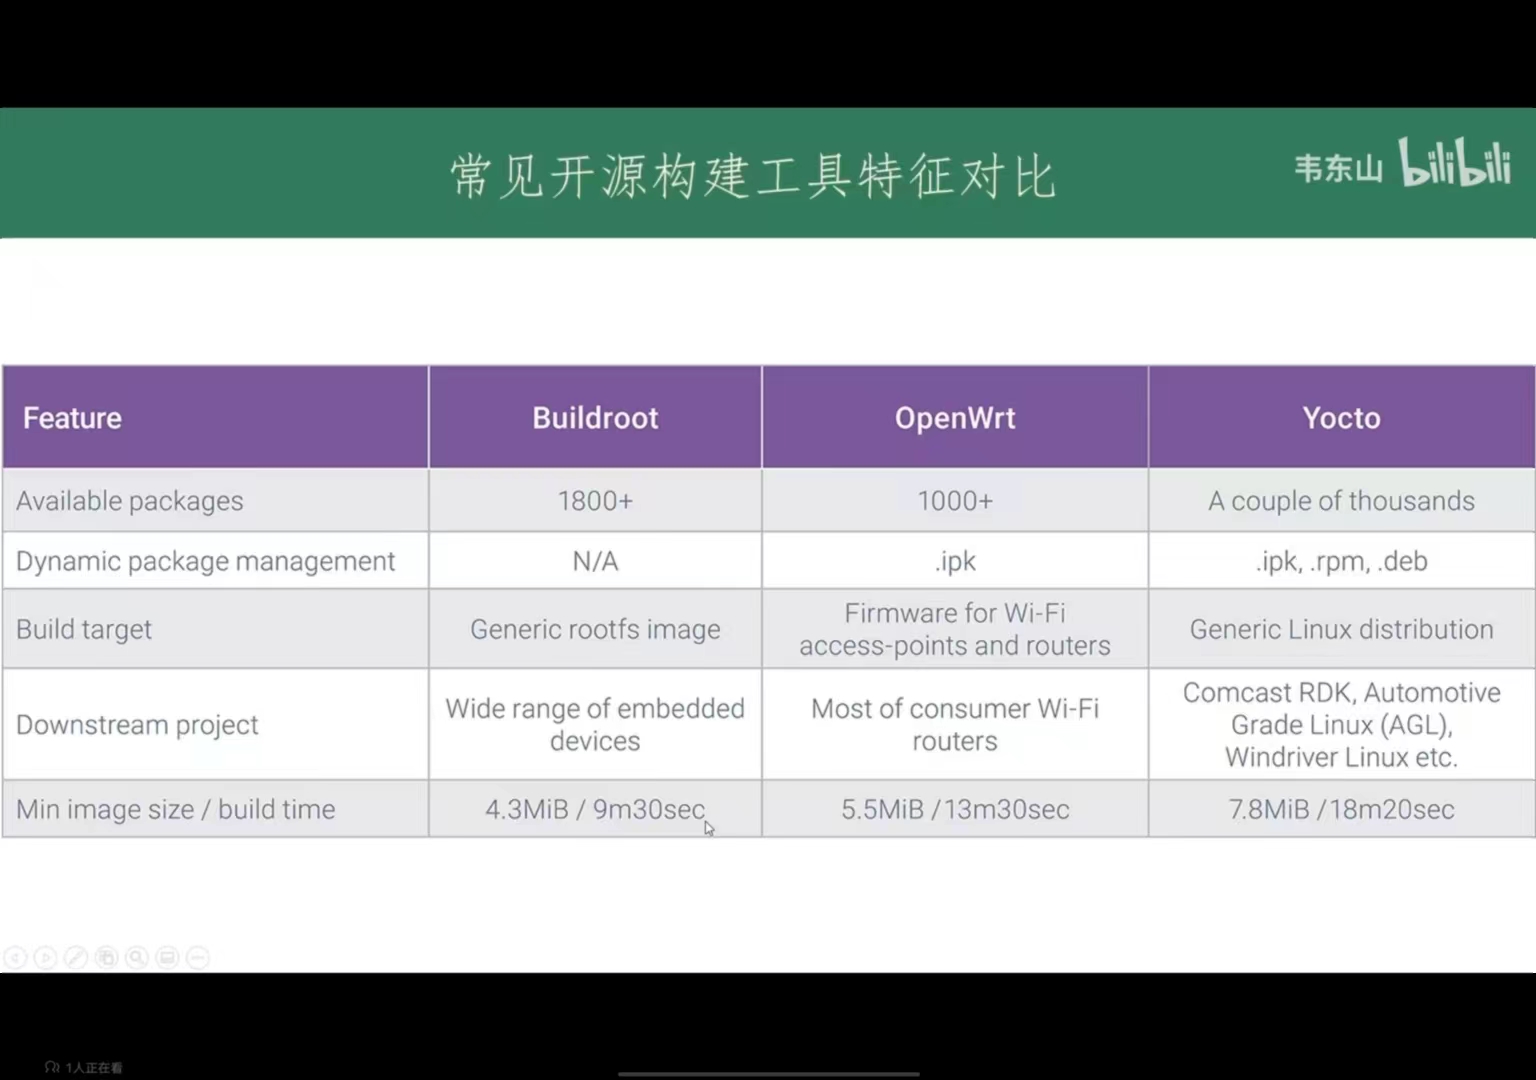 常见开源构建工具特征对比
韦东山 bilibili
Feature Buildroot OpenWrt Yocto
Available packages 1800+ 1000+ A couple of thousands
Dynamic package management N/A .ipk .ipk, .rpm, .deb
Build target Generic rootfs image Firmware for Wi-Fi
access-points and routers Generic Linux distribution
Downstream project Wide range of embedded
devices Most of consumer Wi-Fi
routers Comcast RDK, Automotive
Grade Linux (AGL),
Windriver Linux etc.
Min image size / build time 4.3MiB / 9m30sec 5.5MiB /13m30sec 7.8MiB /18m20sec
1人正在看